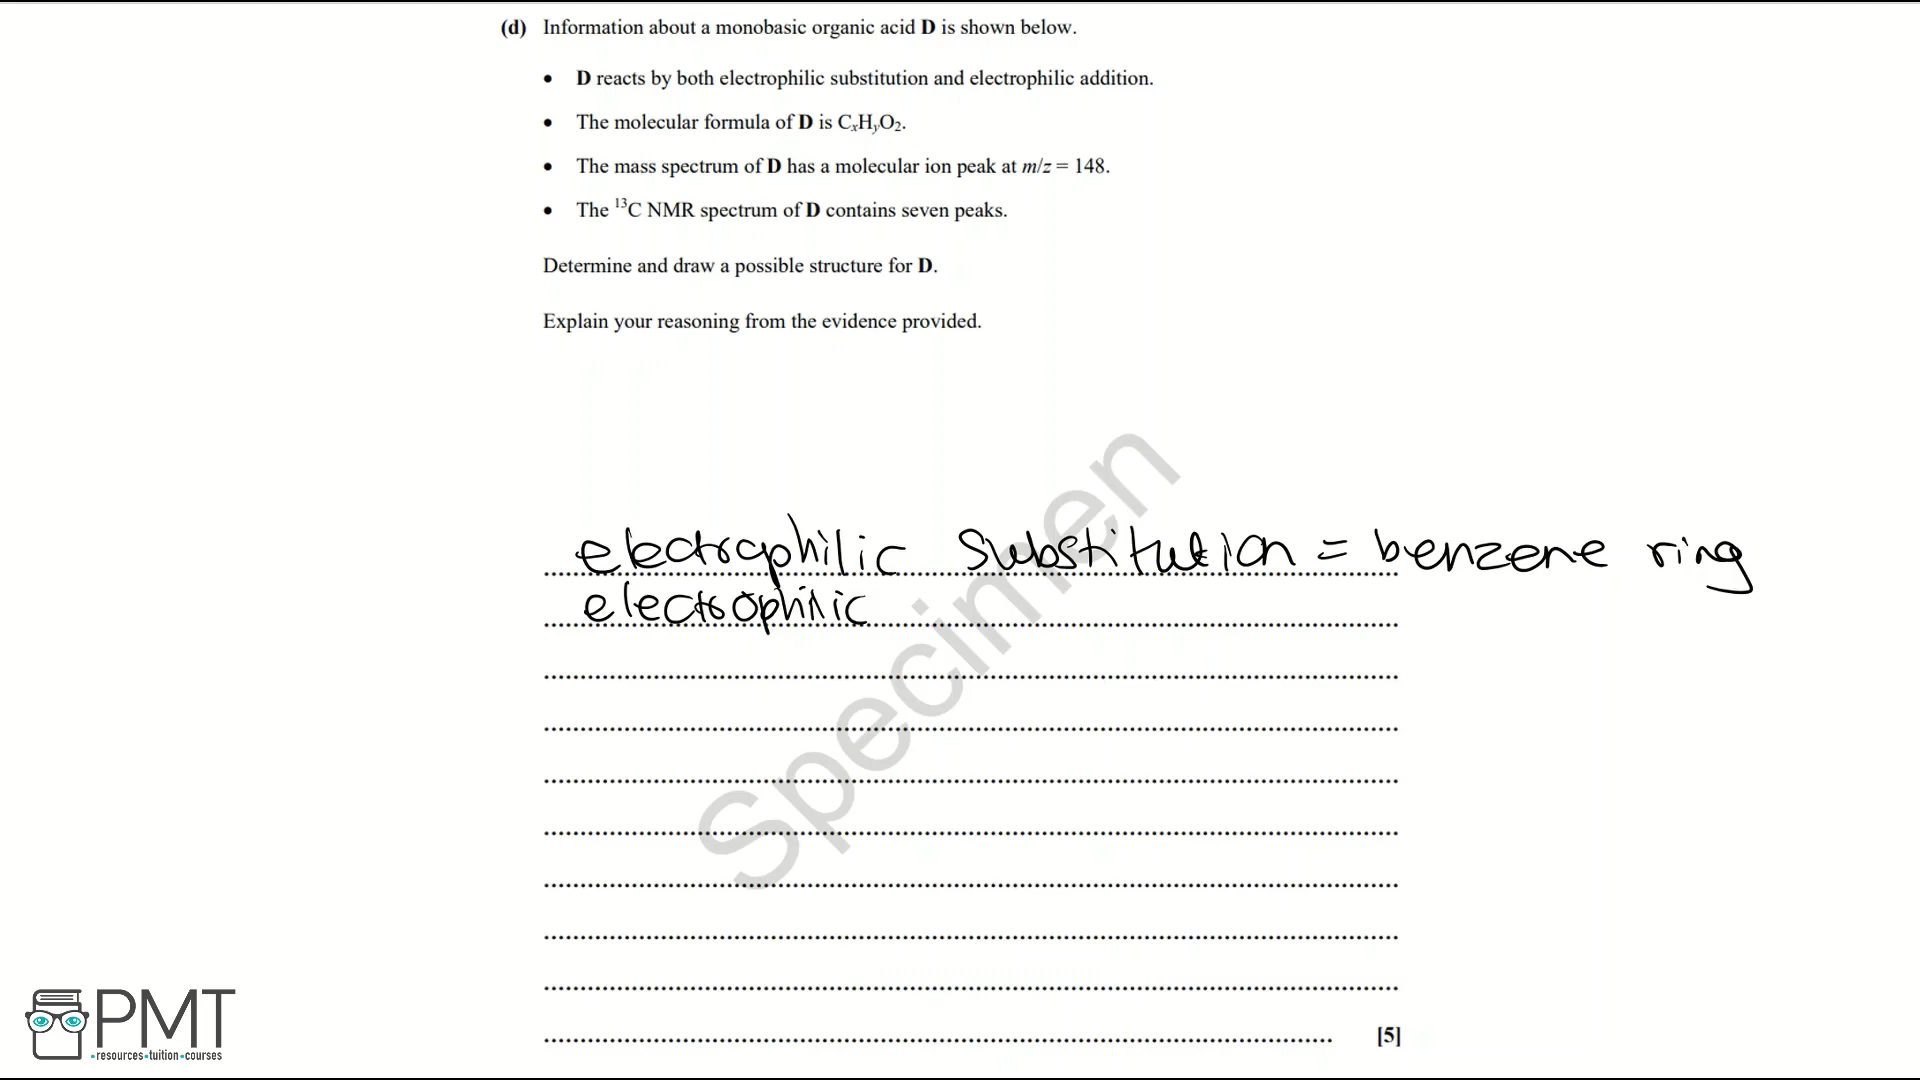 (d) Information about a monobasic organic acid D is shown below.
• D reacts by both electrophilic substitution and electrophilic addition.
• The molecular formula of D is CxHyO2.
• The mass spectrum of D has a molecular ion peak at m/z = 148.
• The 13C NMR spectrum of D contains seven peaks.
Determine and draw a possible structure for D.
Explain your reasoning from the evidence provided.
Specimen
electrophilic substitution = benzene ring
electrophilic
[5]
PMT
•resources•tuition•courses